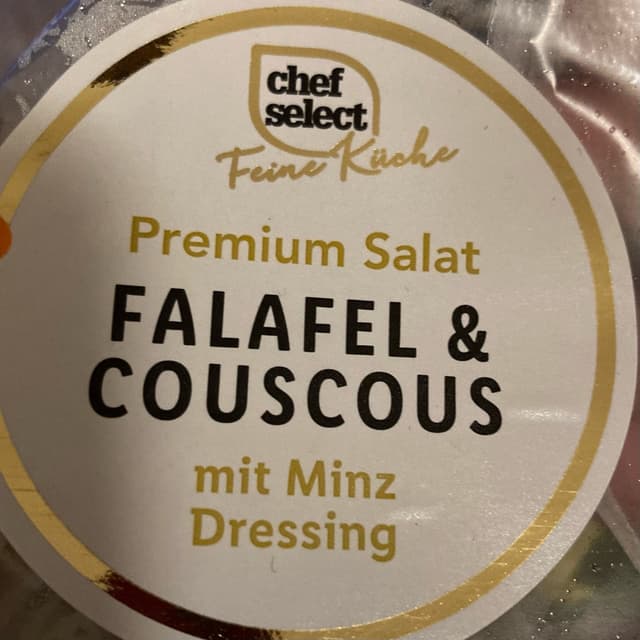 chef
select
Feine Küche
Premium Salat
FALAFEL &
COUSCOUS
mit Minz
Dressing